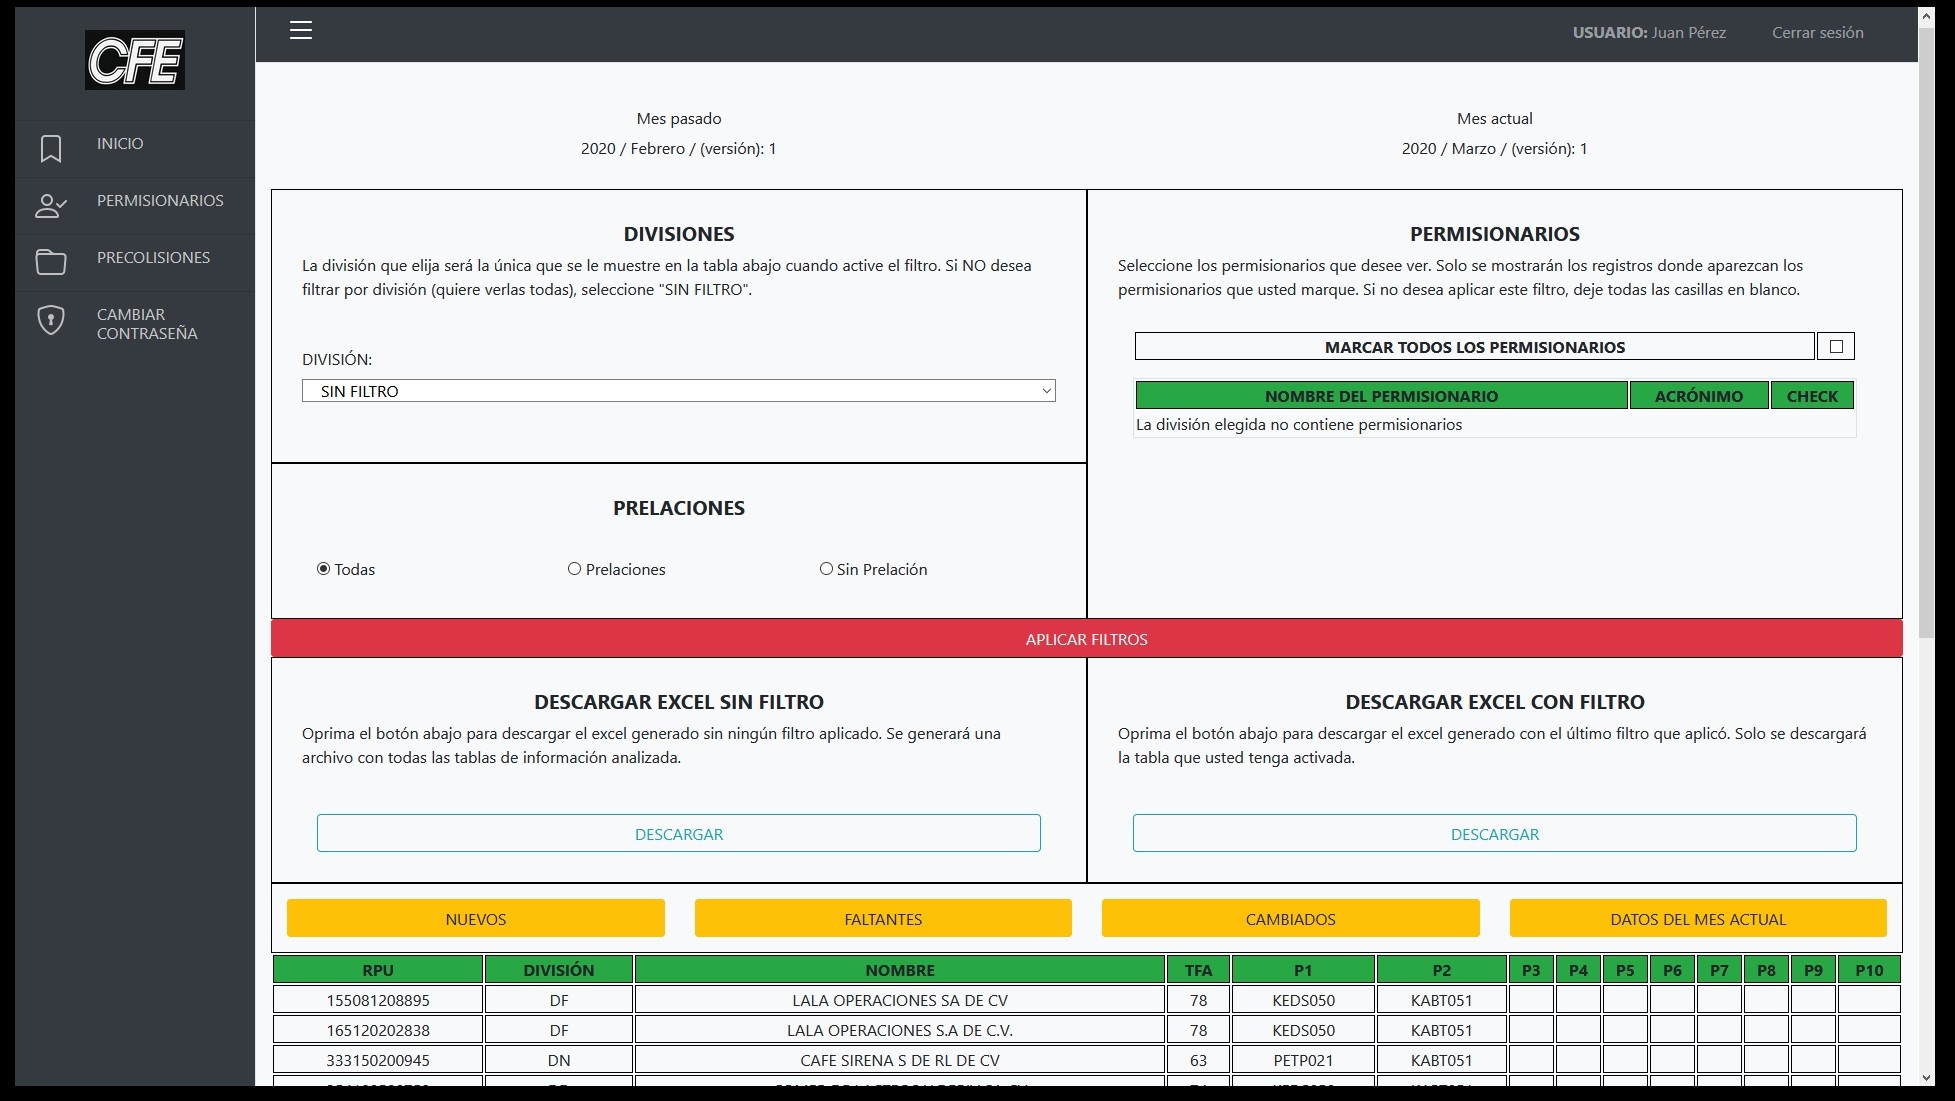 CFE
USUARIO: Juan Pérez
Cerrar sesión
INICIO
PERMISIONARIOS
PRECOLISIONES
CAMBIAR
CONTRASEÑA
Mes pasado
2020 / Febrero / (versión): 1
Mes actual
2020 / Marzo / (versión): 1
DIVISIONES
La división que elija será la única que se le muestre en la tabla abajo cuando active el filtro. Si NO desea
filtrar por división (quiere verlas todas), seleccione "SIN FILTRO".
DIVISIÓN:
SIN FILTRO
PERMISIONARIOS
Seleccione los permisionarios que desee ver. Solo se mostrarán los registros donde aparezcan los
permisionarios que usted marque. Si no desea aplicar este filtro, deje todas las casillas en blanco.
MARCAR TODOS LOS PERMISIONARIOS
NOMBRE DEL PERMISIONARIO ACRÓNIMO CHECK
La división elegida no contiene permisionarios
PRELACIONES
Todas Prelaciones Sin Prelación
APLICAR FILTROS
DESCARGAR EXCEL SIN FILTRO
Oprima el botón abajo para descargar el excel generado sin ningún filtro aplicado. Se generará una
archivo con todas las tablas de información analizada.
DESCARGAR
DESCARGAR EXCEL CON FILTRO
Oprima el botón abajo para descargar el excel generado con el último filtro que aplicó. Solo se descargará
la tabla que usted tenga activada.
DESCARGAR
NUEVOS FALTANTES CAMBIADOS DATOS DEL MES ACTUAL
RPU DIVISIÓN NOMBRE TFA P1 P2 P3 P4 P5 P6 P7 P8 P9 P10
155081208895 DF LALA OPERACIONES SA DE CV 78 KEDS050 KABT051
165120202838 DF LALA OPERACIONES S.A DE C.V. 78 KEDS050 KABT051
333150200945 DN CAFE SIRENA S DE RL DE CV 63 PETP021 KABT051